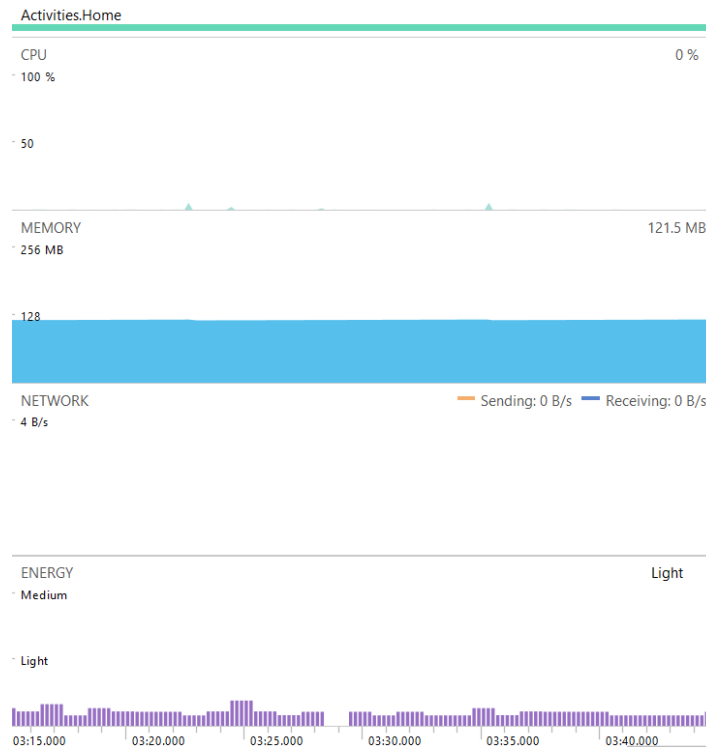 Activities.Home
CPU 0 %
100 %
50
MEMORY 121.5 MB
256 MB
128
NETWORK Sending: 0 B/s Receiving: 0 B/s
4 B/s
ENERGY Light
Medium
Light
03:15.000 03:20.000 03:25.000 03:30.000 03:35.000 03:40.000